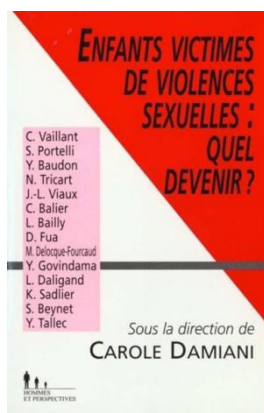 ENFANTS VICTIMES
DE VIOLENCES
SEXUELLES :
QUEL
DEVENIR ?
C. Vaillant
S. Portelli
Y. Baudon
N. Tricart
J.-L. Viaux
C. Balier
L. Bailly
D. Fua
M. Delocque-Fourcaud
Y. Govindama
L. Daligand
K. Sadlier
S. Beynet
Y. Tallec
Sous la direction de
CAROLE DAMIANI
HOMMES
ET PERSPECTIVES